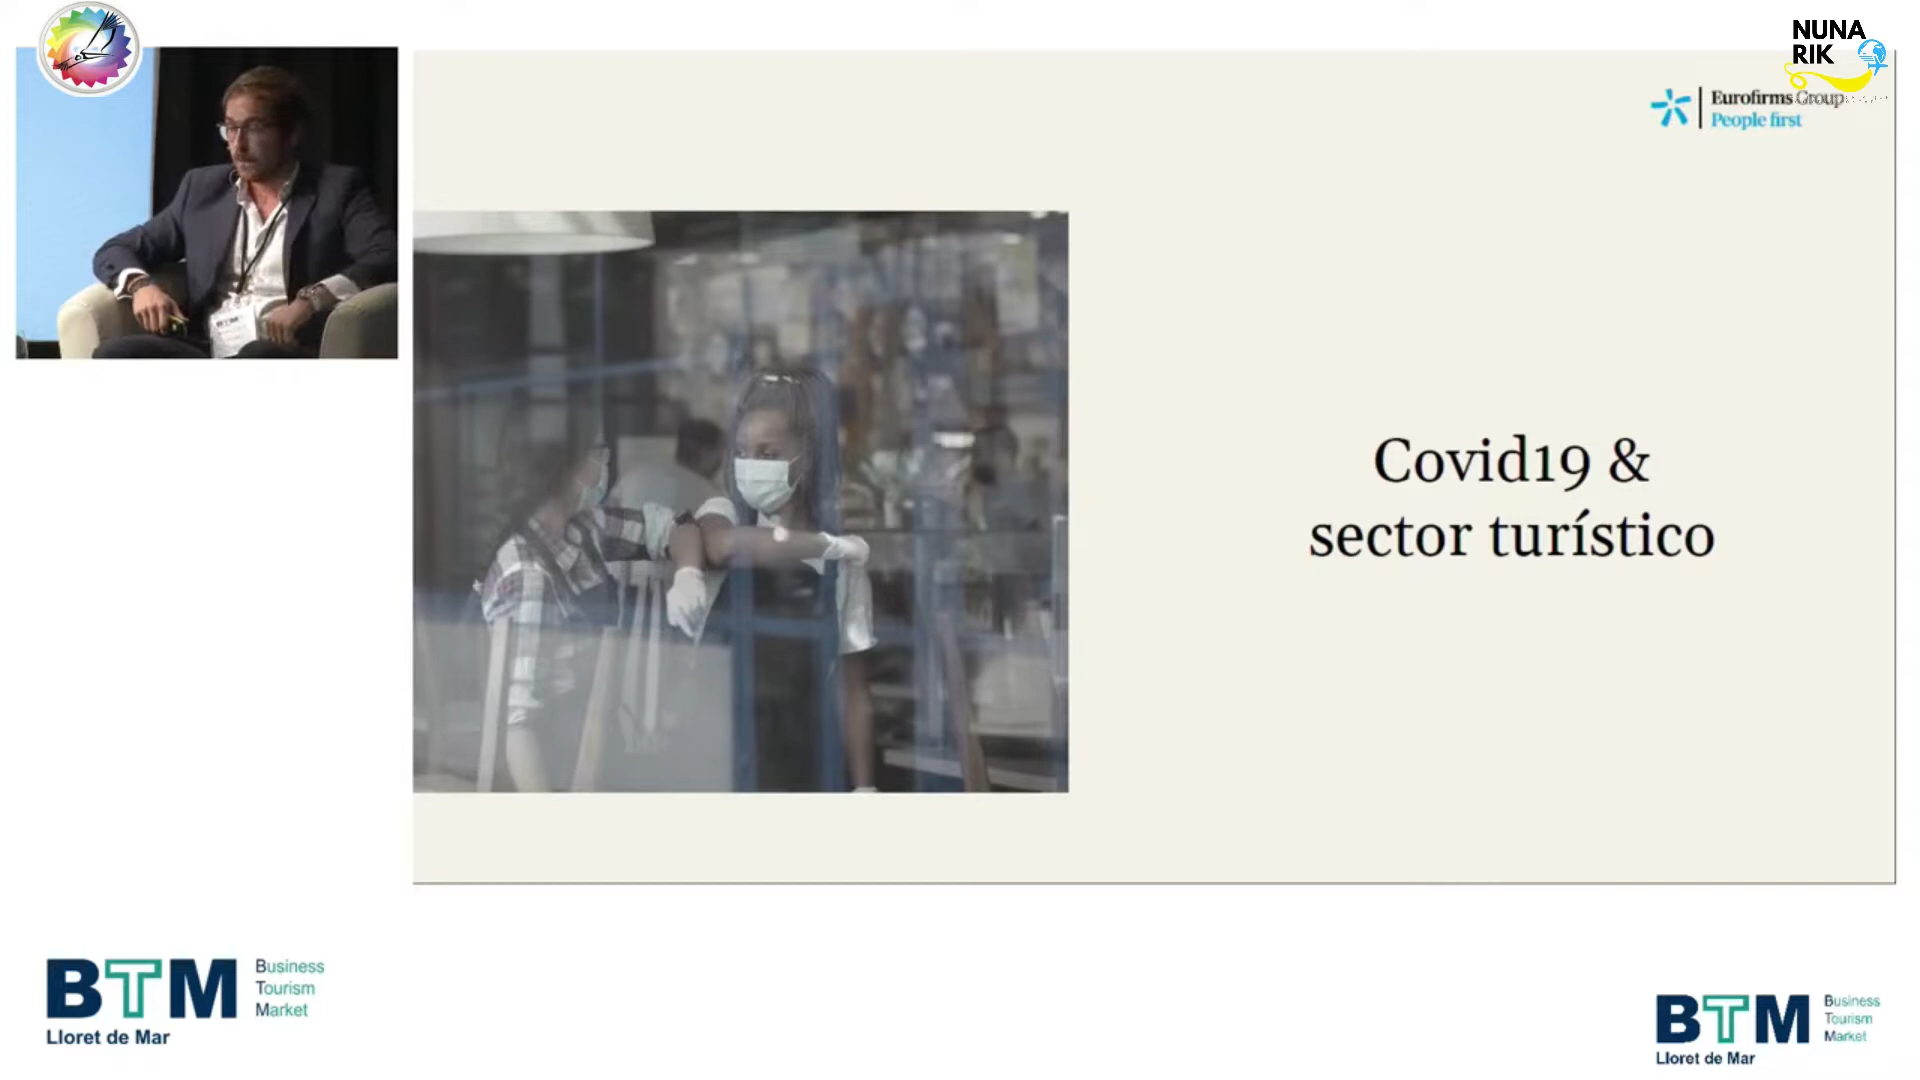 NUNA
RIK
Eurofirms Group
People first
BTM
Covid19 &
sector turístico
BTM
Business
Tourism
Market
Lloret de Mar
BTM
Business
Tourism
Market
Lloret de Mar